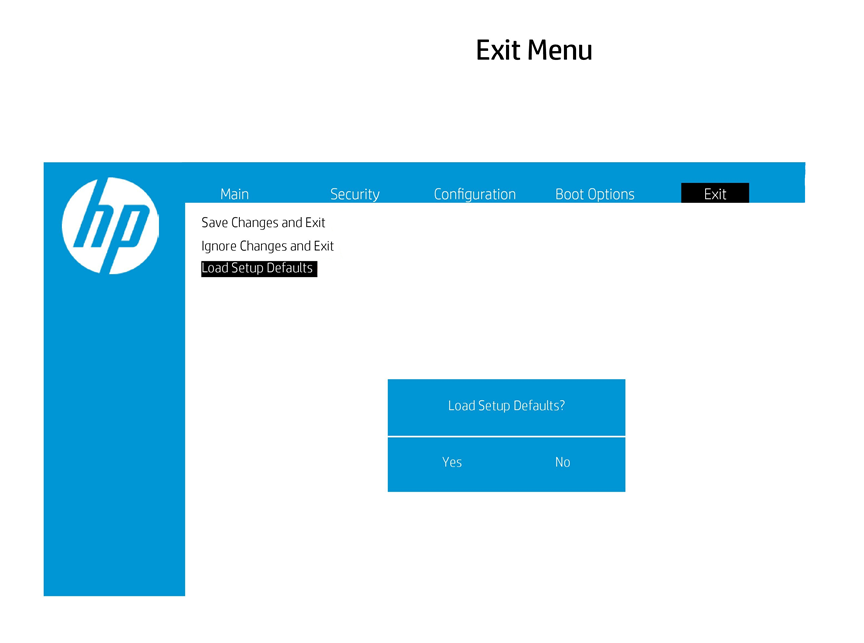 Exit Menu
hp
Main Security Configuration Boot Options Exit
Save Changes and Exit
Ignore Changes and Exit
Load Setup Defaults
Load Setup Defaults?
Yes No